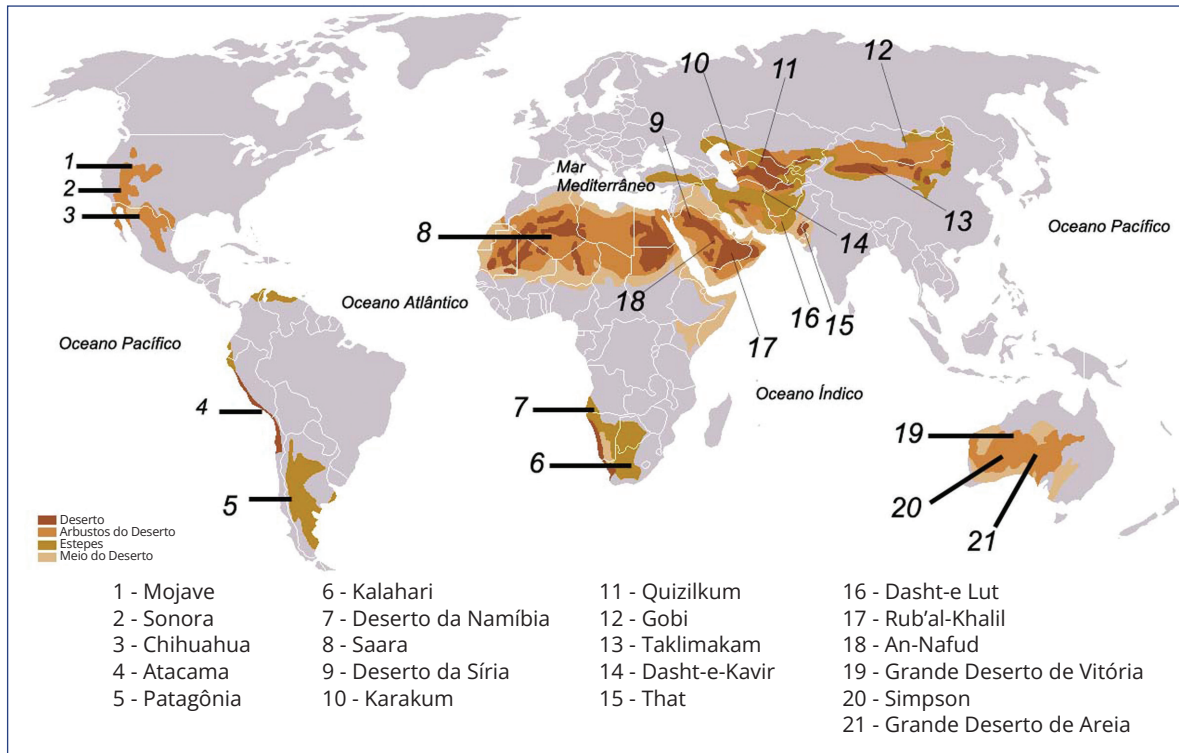 10
11
12
9
1
2
3
Mar
Mediterrâneo
13
Oceano Pacífico
14
8
Oceano Atlântico
18
16
15
17
Oceano Pacífico
Oceano Índico
4
7
19
6
5
20
21
Deserto
Arbustos do Deserto
Estepes
Meio do Deserto
1 - Mojave
2 - Sonora
3 - Chihuahua
4 - Atacama
5 - Patagônia
6 - Kalahari
7 - Deserto da Namíbia
8 - Saara
9 - Deserto da Síria
10 - Karakum
11 - Quizilkum
12 - Gobi
13 - Taklimakam
14 - Dasht-e-Kavir
15 - That
16 - Dasht-e Lut
17 - Rub’al-Khalil
18 - An-Nafud
19 - Grande Deserto de Vitória
20 - Simpson
21 - Grande Deserto de Areia